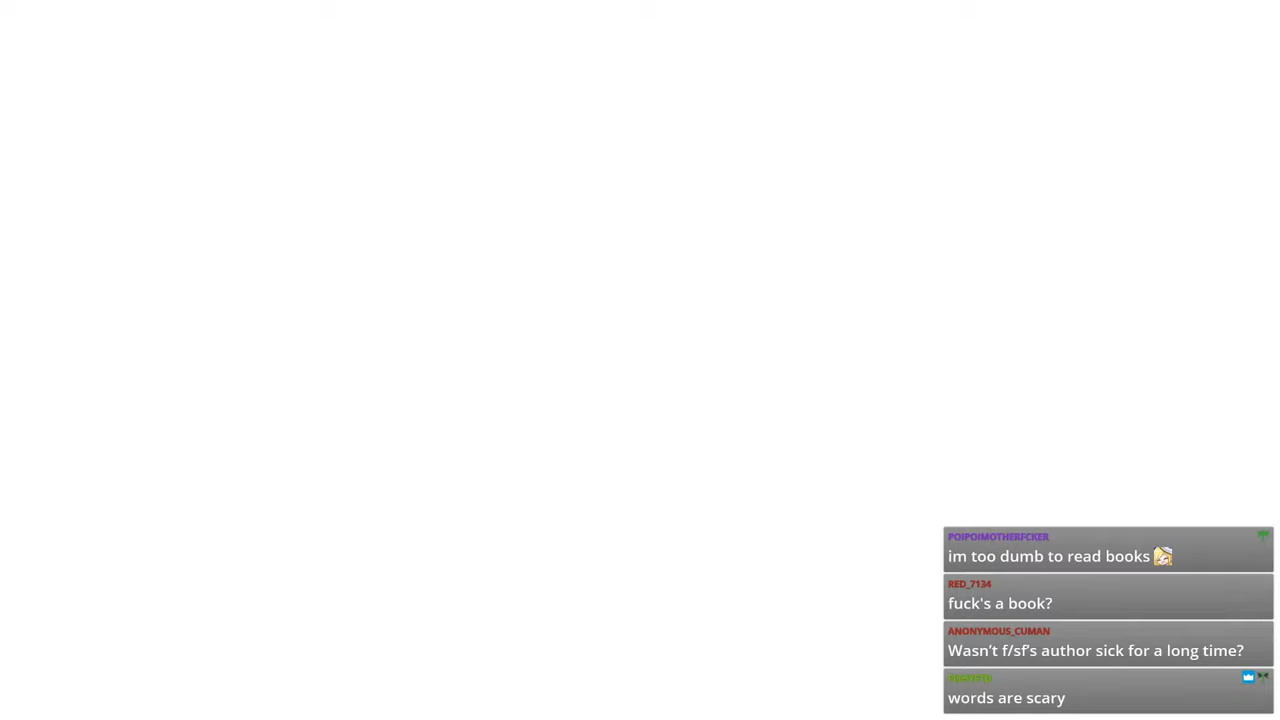 POIPOIMOTHERFCKER
im too dumb to read books
RED_7134
fuck's a book?
ANONYMOUS_CUMAN
Wasn't f/sf's author sick for a long time?
words are scary